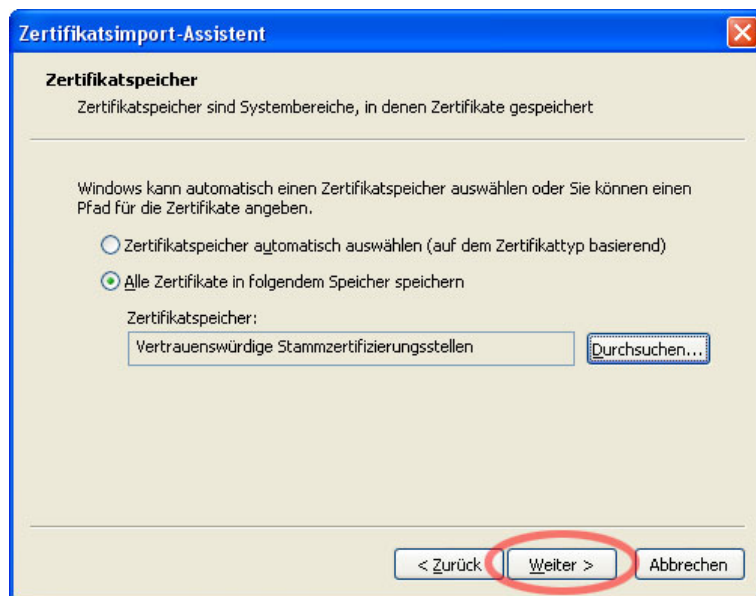 Zertifikatsimport-Assistent
Zertifikatspeicher
Zertifikatspeicher sind Systembereiche, in denen Zertifikate gespeichert
Windows kann automatisch einen Zertifikatspeicher auswählen oder Sie können einen
Pfad für die Zertifikate angeben.
Zertifikatspeicher automatisch auswählen (auf dem Zertifikattyp basierend)
Alle Zertifikate in folgendem Speicher speichern
Zertifikatspeicher:
Vertrauenswürdige Stammzertifizierungsstellen
Durchsuchen...
< Zurück
Weiter >
Abbrechen